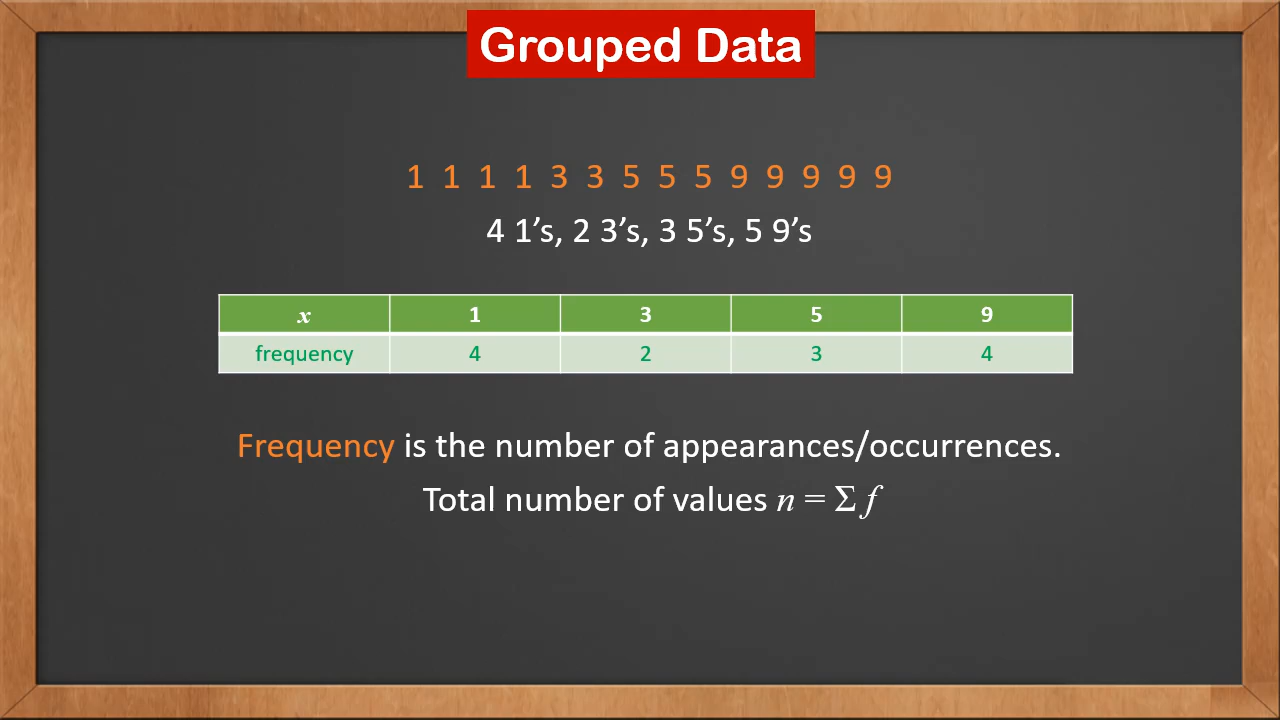 Grouped Data
1 1 1 1 3 3 5 5 5 9 9 9 9 9
4 1’s, 2 3’s, 3 5’s, 5 9’s
x 1 3 5 9
frequency 4 2 3 4
Frequency is the number of appearances/occurrences.
Total number of values n = Σ f